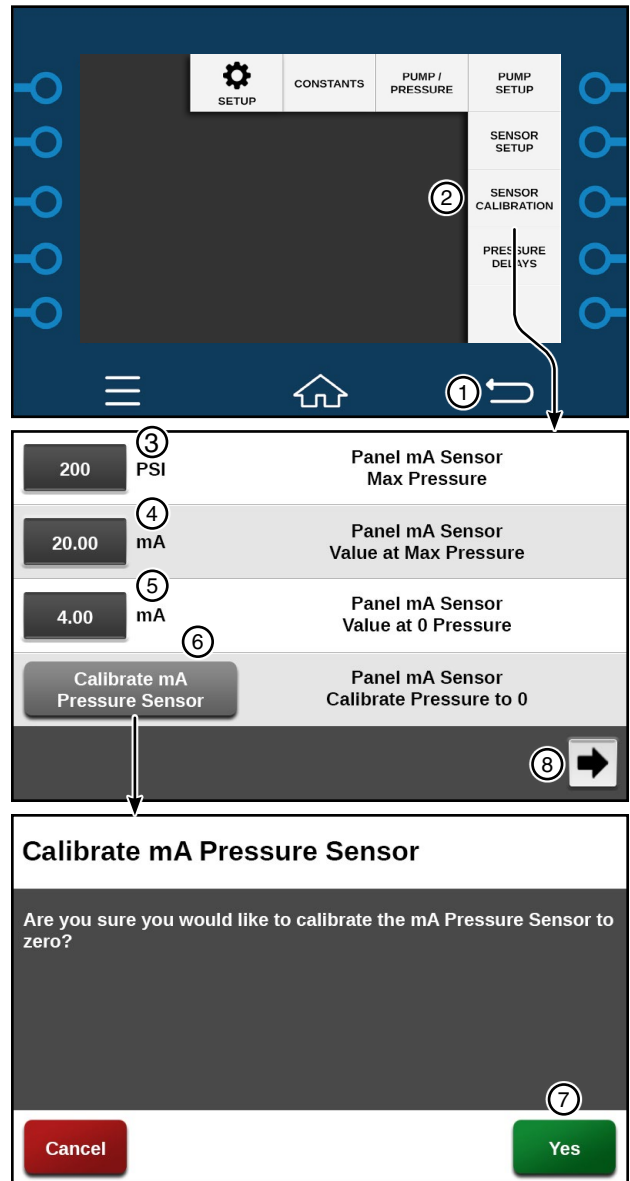 SETUP
CONSTANTS
PUMP /
PRESSURE
PUMP
SETUP
SENSOR
SETUP
2
SENSOR
CALIBRATION
PRESSURE
DELAYS
1
200
3
PSI
Panel mA Sensor
Max Pressure
20.00
4
mA
Panel mA Sensor
Value at Max Pressure
4.00
5
mA
Panel mA Sensor
Value at 0 Pressure
6
Calibrate mA
Pressure Sensor
Panel mA Sensor
Calibrate Pressure to 0
8
Calibrate mA Pressure Sensor
Are you sure you would like to calibrate the mA Pressure Sensor to
zero?
7
Cancel
Yes